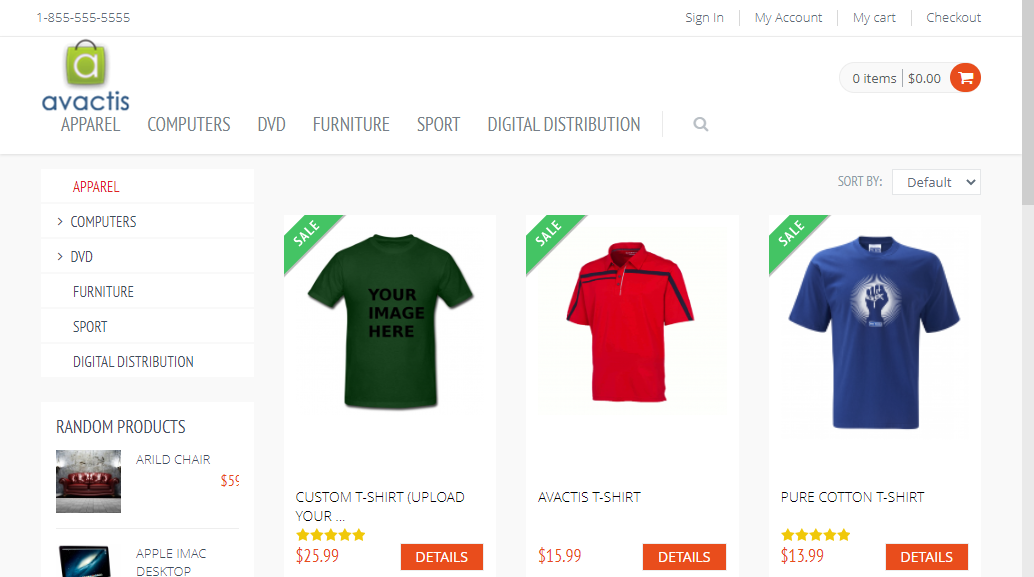 1-855-555-5555
Sign In
My Account
My cart
Checkout
a
avactis
0 items
$0.00
APPAREL
COMPUTERS
DVD
FURNITURE
SPORT
DIGITAL DISTRIBUTION
APPAREL
COMPUTERS
DVD
FURNITURE
SPORT
DIGITAL DISTRIBUTION
RANDOM PRODUCTS
ARILD CHAIR
$59
APPLE IMAC
DESKTOP
SORT BY:
Default
SALE
YOUR
IMAGE
HERE
CUSTOM T-SHIRT (UPLOAD
YOUR ...
$25.99
DETAILS
SALE
AVACTIS T-SHIRT
$15.99
DETAILS
SALE
PURE COTTON T-SHIRT
$13.99
DETAILS